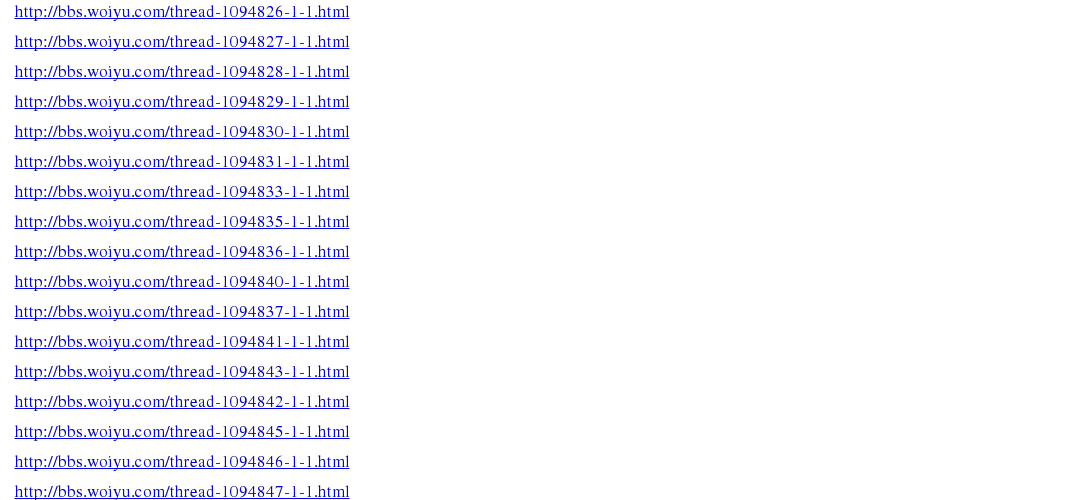 http://bbs.woiyu.com/thread-1094826-1-1.html
http://bbs.woiyu.com/thread-1094827-1-1.html
http://bbs.woiyu.com/thread-1094828-1-1.html
http://bbs.woiyu.com/thread-1094829-1-1.html
http://bbs.woiyu.com/thread-1094830-1-1.html
http://bbs.woiyu.com/thread-1094831-1-1.html
http://bbs.woiyu.com/thread-1094833-1-1.html
http://bbs.woiyu.com/thread-1094835-1-1.html
http://bbs.woiyu.com/thread-1094836-1-1.html
http://bbs.woiyu.com/thread-1094840-1-1.html
http://bbs.woiyu.com/thread-1094837-1-1.html
http://bbs.woiyu.com/thread-1094841-1-1.html
http://bbs.woiyu.com/thread-1094843-1-1.html
http://bbs.woiyu.com/thread-1094842-1-1.html
http://bbs.woiyu.com/thread-1094845-1-1.html
http://bbs.woiyu.com/thread-1094846-1-1.html
http://bbs.woiyu.com/thread-1094847-1-1.html